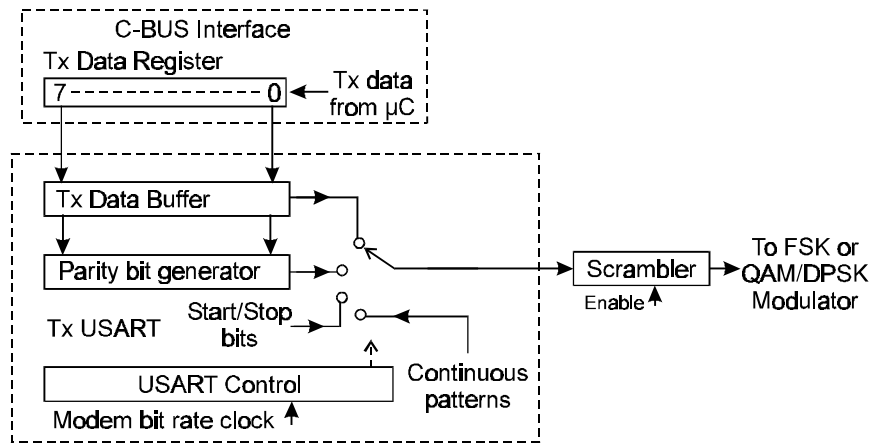 C-BUS Interface
Tx Data Register
7 0
Tx data
from µC
Tx Data Buffer
Parity bit generator
Start/Stop
bits
Tx USART
USART Control
Modem bit rate clock
Continuous
patterns
Scrambler
Enable
To FSK or
QAM/DPSK
Modulator